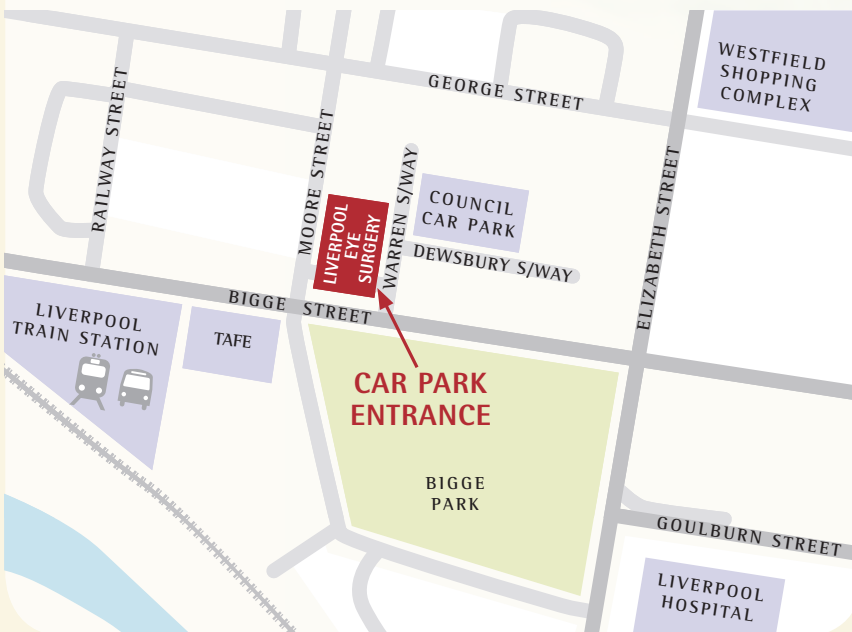 WESTFIELD
SHOPPING
COMPLEX
GEORGE STREET
RAILWAY STREET
MOORE STREET
LIVERPOOL
EYE
SURGERY
WARREN S/WAY
COUNCIL
CAR PARK
DEWSBURY S/WAY
ELIZABETH STREET
BIGGE STREET
LIVERPOOL
TRAIN STATION
TAFE
CAR PARK
ENTRANCE
BIGGE
PARK
GOULBURN STREET
LIVERPOOL
HOSPITAL